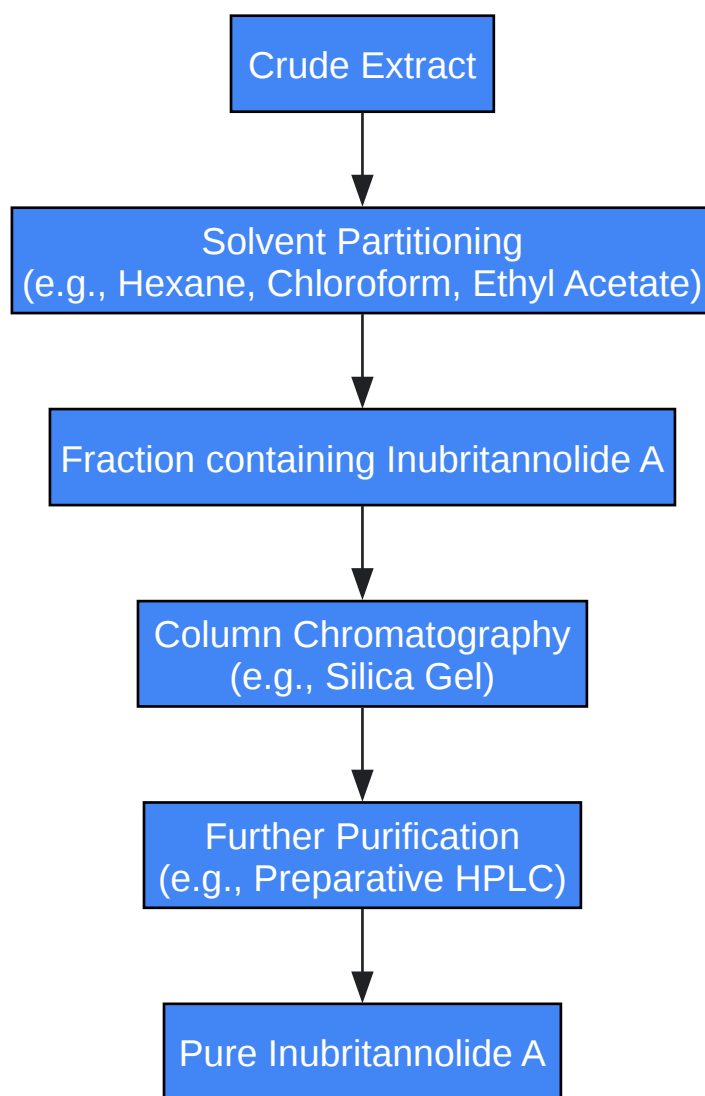 Crude Extract
Solvent Partitioning
(e.g., Hexane, Chloroform, Ethyl Acetate)
Fraction containing Inubritannolide A
Column Chromatography
(e.g., Silica Gel)
Further Purification
(e.g., Preparative HPLC)
Pure Inubritannolide A